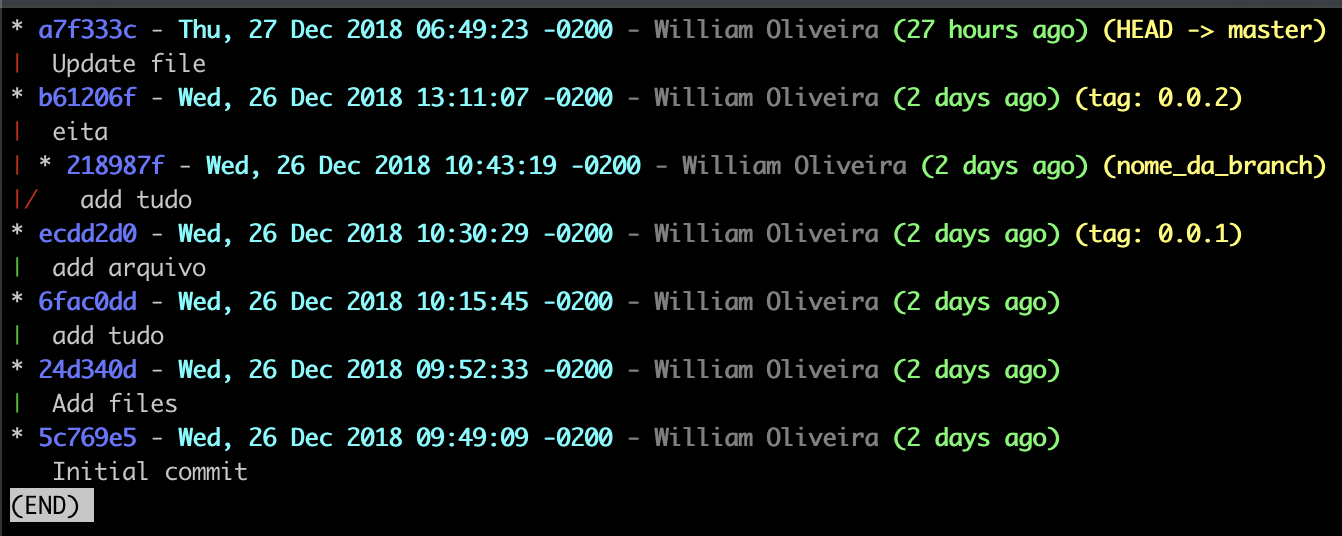 * a7f333c - Thu, 27 Dec 2018 06:49:23 -0200 - William Oliveira (27 hours ago) (HEAD -> master)
|  Update file
* b61206f - Wed, 26 Dec 2018 13:11:07 -0200 - William Oliveira (2 days ago) (tag: 0.0.2)
|  eita
| * 218987f - Wed, 26 Dec 2018 10:43:19 -0200 - William Oliveira (2 days ago) (nome_da_branch)
|/   add tudo
* ecdd2d0 - Wed, 26 Dec 2018 10:30:29 -0200 - William Oliveira (2 days ago) (tag: 0.0.1)
|  add arquivo
* 6fac0dd - Wed, 26 Dec 2018 10:15:45 -0200 - William Oliveira (2 days ago)
|  add tudo
* 24d340d - Wed, 26 Dec 2018 09:52:33 -0200 - William Oliveira (2 days ago)
|  Add files
* 5c769e5 - Wed, 26 Dec 2018 09:49:09 -0200 - William Oliveira (2 days ago)
   Initial commit
(END)